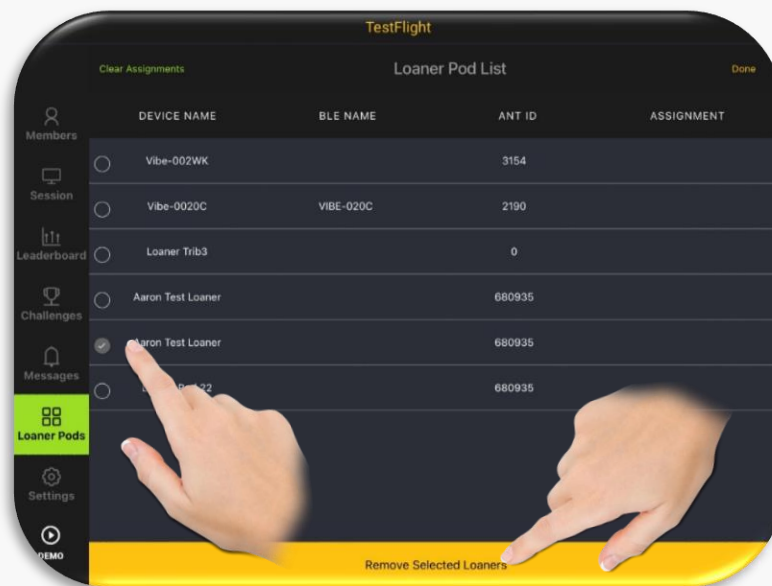 TestFlight
Clear Assignments Loaner Pod List Done
DEVICE NAME BLE NAME ANT ID ASSIGNMENT
Members
Vibe-002WK 3154
Session
Vibe-0020C VIBE-020C 2190
Leaderboard
Loaner Trib3 0
Challenges
Aaron Test Loaner 680935
Messages
Aaron Test Loaner 680935
22 680935
Loaner Pods
Settings
DEMO
Remove Selected Loaners